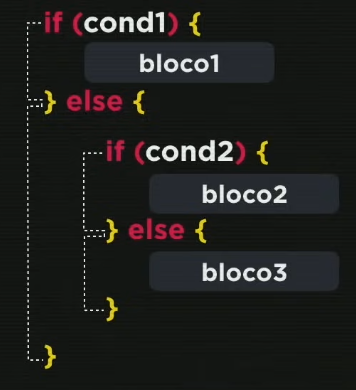 if (cond1) {
bloco1
} else {
if (cond2) {
bloco2
} else {
bloco3
}
}